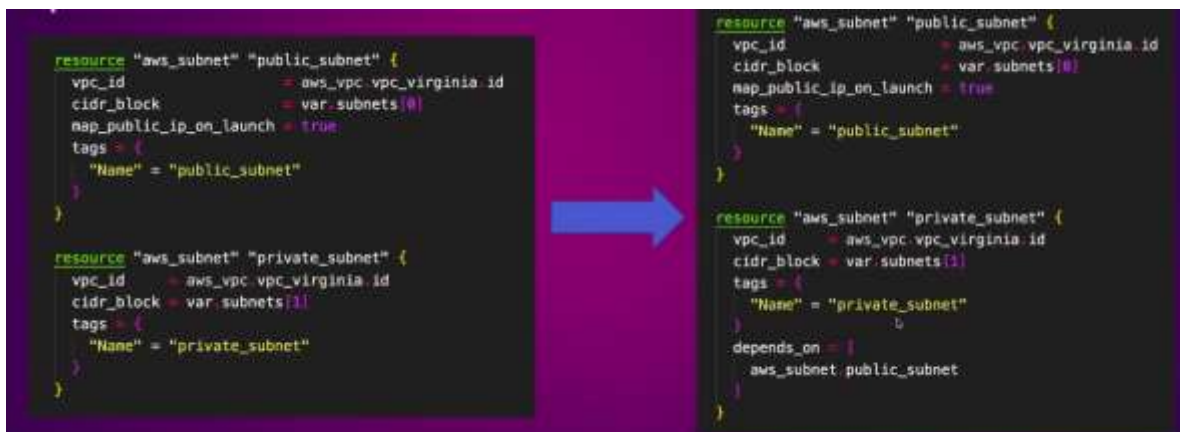 resource "aws_subnet" "public_subnet" {
vpc_id = aws_vpc.vpc_virginia.id
cidr_block = var.subnets[0]
map_public_ip_on_launch = true
tags = {
"Name" = "public_subnet"
}
}
resource "aws_subnet" "private_subnet" {
vpc_id = aws_vpc.vpc_virginia.id
cidr_block = var.subnets[1]
tags = {
"Name" = "private_subnet"
}
}
resource "aws_subnet" "public_subnet" {
vpc_id = aws_vpc.vpc_virginia.id
cidr_block = var.subnets[0]
map_public_ip_on_launch = true
tags = {
"Name" = "public_subnet"
}
}
resource "aws_subnet" "private_subnet" {
vpc_id = aws_vpc.vpc_virginia.id
cidr_block = var.subnets[1]
tags = {
"Name" = "private_subnet"
}
depends_on = [
aws_subnet.public_subnet
]
}